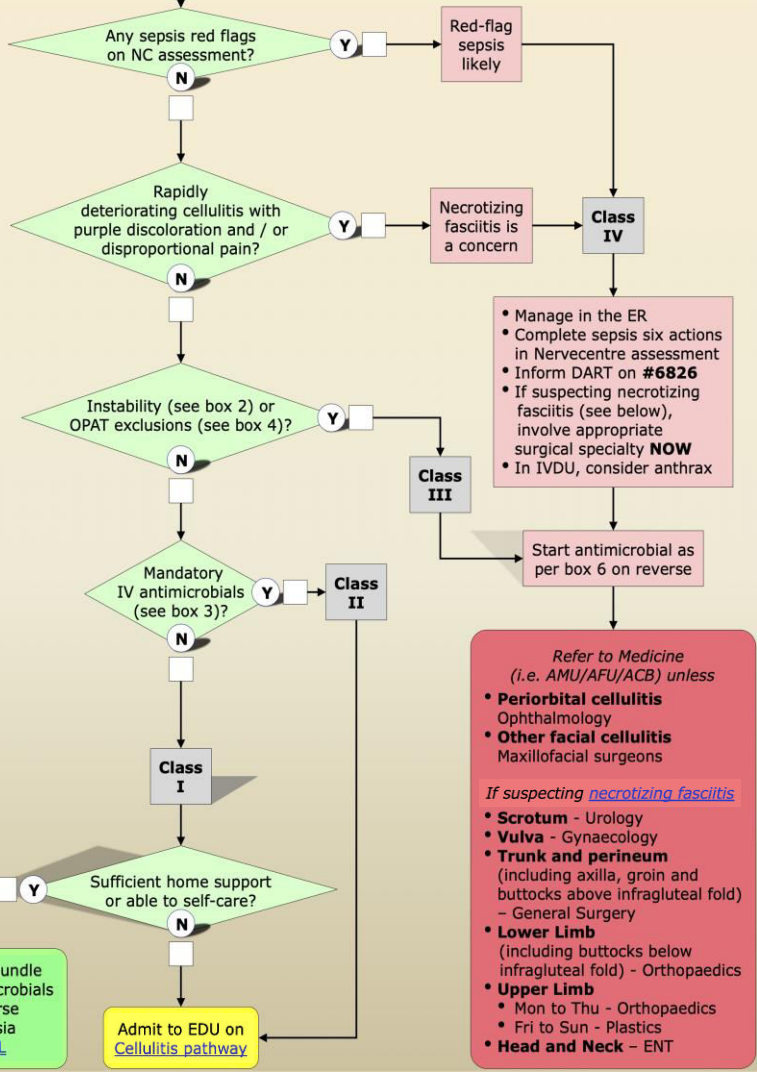 Any sepsis red flags
on NC assessment?
Y
N
Red-flag
sepsis
likely
Rapidly
deteriorating cellulitis with
purple discoloration and / or
disproportional pain?
Y
N
Necrotizing
fasciitis is
a concern
Class
IV
• Manage in the ER
• Complete sepsis six actions
in Nervecentre assessment
• Inform DART on #6826
• If suspecting necrotizing
fasciitis (see below),
involve appropriate
surgical specialty NOW
• In IVDU, consider anthrax
Instability (see box 2) or
OPAT exclusions (see box 4)?
Y
N
Class
III
Start antimicrobial as
per box 6 on reverse
Mandatory
IV antimicrobials
(see box 3)?
Y
N
Class
II
Class
I
Sufficient home support
or able to self-care?
Y
N
Admit to EDU on
Cellulitis pathway
Refer to Medicine
(i.e. AMU/AFU/ACB) unless
• Periorbital cellulitis
Ophthalmology
• Other facial cellulitis
Maxillofacial surgeons
If suspecting necrotizing fasciitis
• Scrotum - Urology
• Vulva - Gynaecology
• Trunk and perineum
(including axilla, groin and
buttocks above infragluteal fold)
– General Surgery
• Lower Limb
(including buttocks below
infragluteal fold) - Orthopaedics
• Upper Limb
• Mon to Thu - Orthopaedics
• Fri to Sun - Plastics
• Head and Neck – ENT